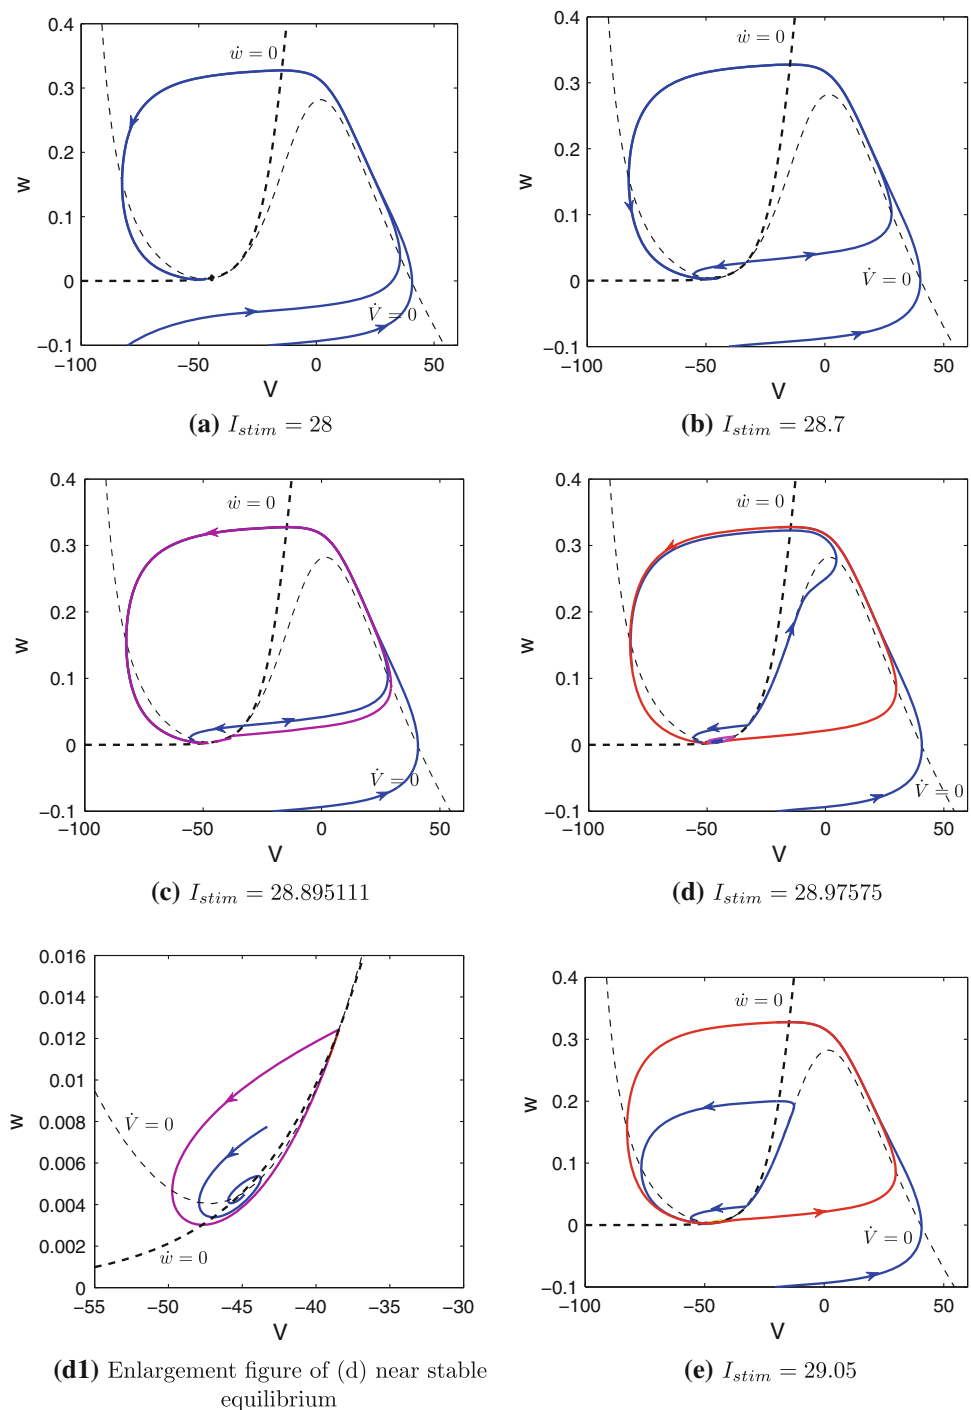 0.4
0.3
0.2
0.1
0
−0.1
w
ẇ = 0
V̇ = 0
−100
−50
0
50
V
(a) I_stim = 28
0.4
0.3
0.2
0.1
0
−0.1
w
ẇ = 0
V̇ = 0
−100
−50
0
50
V
(b) I_stim = 28.7
0.4
0.3
0.2
0.1
0
−0.1
w
ẇ = 0
V̇ = 0
−100
−50
0
50
V
(c) I_stim = 28.895111
0.4
0.3
0.2
0.1
0
−0.1
w
ẇ = 0
V̇ = 0
−100
−50
0
50
V
(d) I_stim = 28.97575
0.016
0.014
0.012
0.01
0.008
0.006
0.004
0.002
0
w
V̇ = 0
ẇ = 0
−55
−50
−45
−40
−35
−30
V
(d1) Enlargement figure of (d) near stable
equilibrium
0.4
0.3
0.2
0.1
0
−0.1
w
ẇ = 0
V̇ = 0
−100
−50
0
50
V
(e) I_stim = 29.05